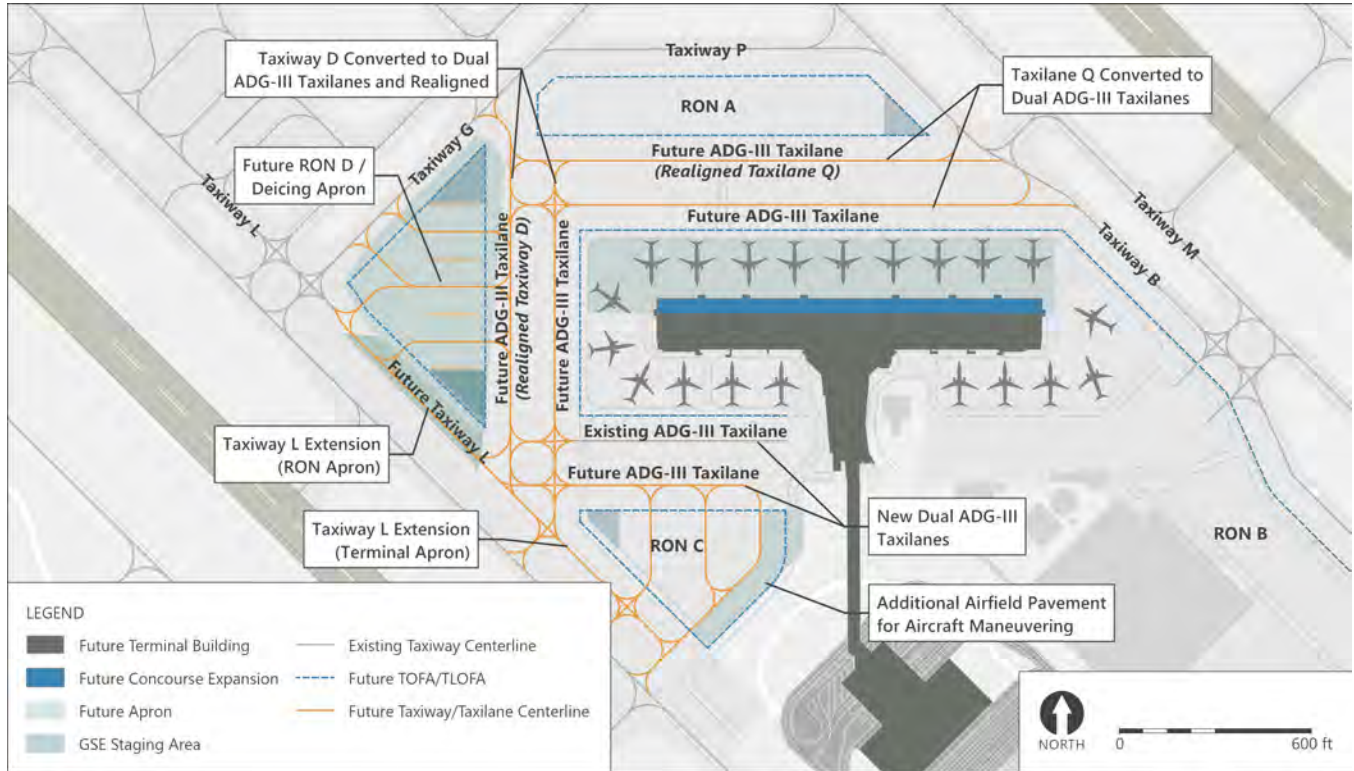 Taxiway D Converted to Dual
ADG-III Taxilanes and Realigned
Taxiway P
Taxilane Q Converted to
Dual ADG-III Taxilanes
RON A
Future ADG-III Taxilane
(Realigned Taxilane Q)
Future ADG-III Taxilane
Taxiway G
Taxiway L
Future RON D /
Deicing Apron
Future ADG-III Taxilane
(Realigned Taxiway D)
Future ADG-III Taxilane
Taxiway M
Taxiway B
Future Taxiway L
Taxiway L Extension
(RON Apron)
Existing ADG-III Taxilane
Future ADG-III Taxilane
Taxiway L Extension
(Terminal Apron)
RON C
New Dual ADG-III
Taxilanes
RON B
Additional Airfield Pavement
for Aircraft Maneuvering
LEGEND
Future Terminal Building
Future Concourse Expansion
Future Apron
GSE Staging Area
Existing Taxiway Centerline
Future TOFA/TLOFA
Future Taxiway/Taxilane Centerline
NORTH
0
600 ft